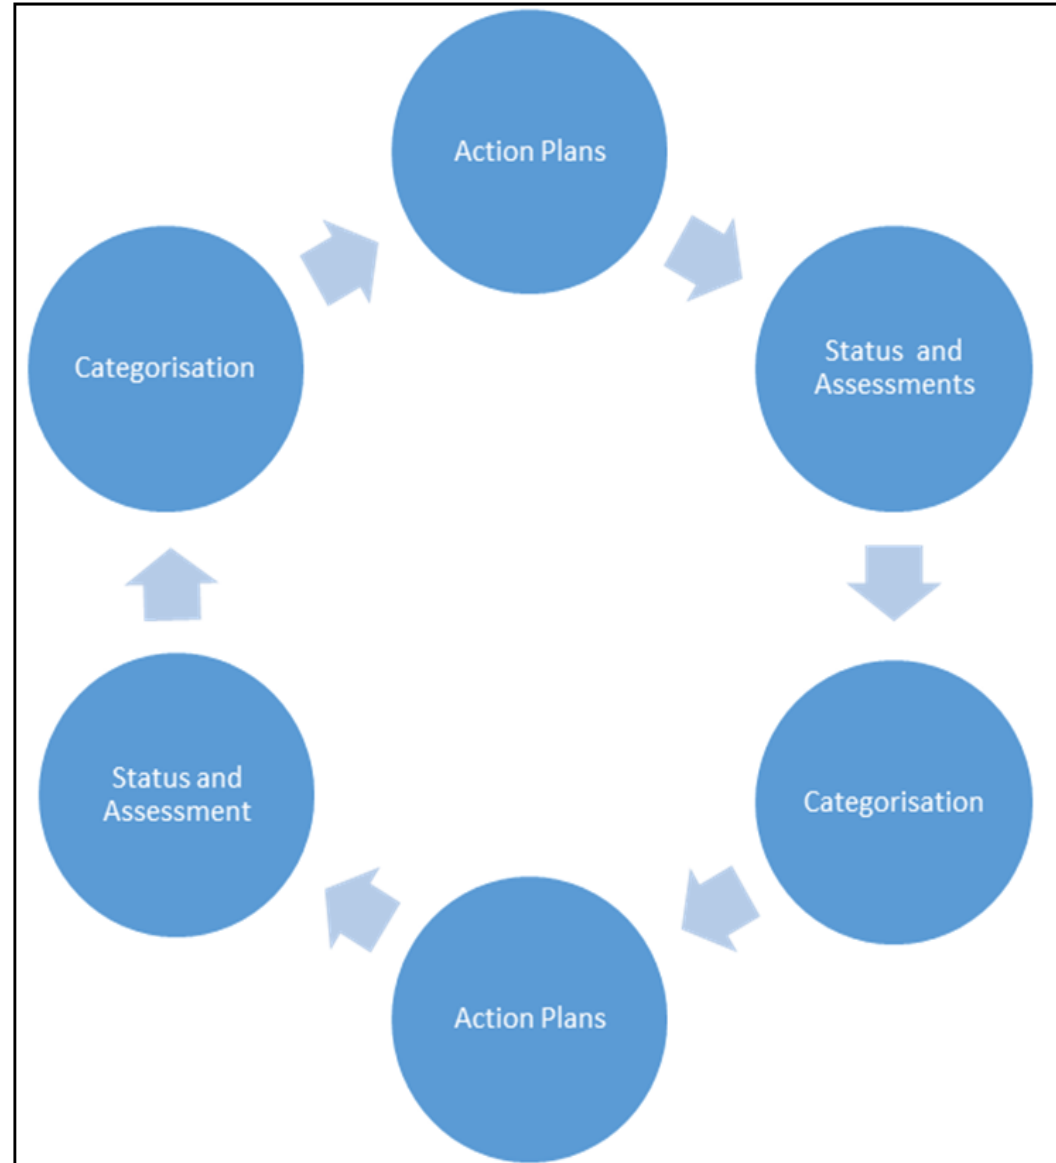 Action Plans
Status and
Assessments
Categorisation
Action Plans
Status and
Assessment
Categorisation